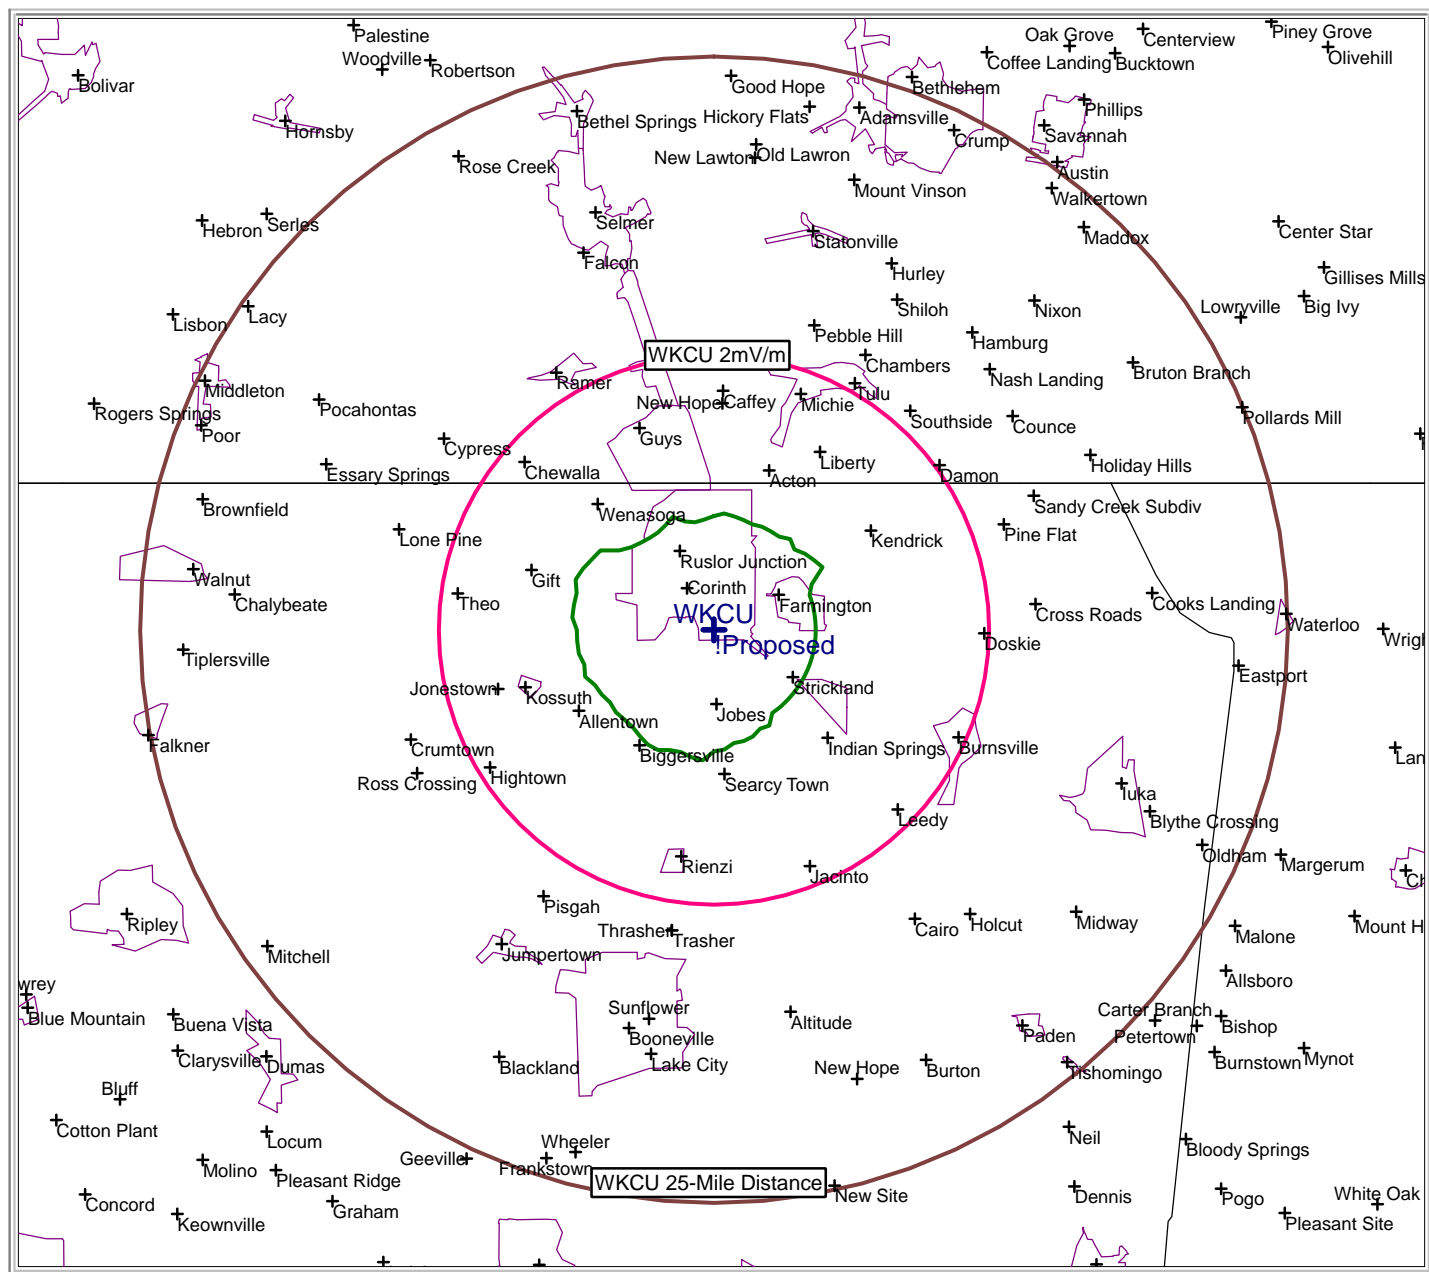 Palestine
Woodville
Robertson
Bolivar
Hornsby
Bethel Springs
Good Hope
Hickory Flats
Adamsville
Bethlehem
Coffee Landing
Oak Grove
Bucktown
Centerview
Piney Grove
Olivehill
Phillips
Savannah
Crump
Austin
Walkertown
Rose Creek
New Lawton
Old Lawron
Mount Vinson
Hebron
Serles
Selmer
Falcon
Statonville
Maddox
Center Star
Hurley
Gillises Mills
Big Ivy
Lowryville
Lisbon
Lacy
Shiloh
Nixon
Pebble Hill
Hamburg
WKCU 2mV/m
Chambers
Nash Landing
Bruton Branch
Middleton
Ramer
Tulu
Rogers Springs
Pocahontas
New Hope
Caffey
Michie
Southside
Counce
Pollards Mill
Poor
Cypress
Guys
Essary Springs
Chewalla
Liberty
Acton
Damon
Holiday Hills
Brownfield
Wenasoga
Sandy Creek Subdiv
Lone Pine
Kendrick
Pine Flat
Ruslor Junction
Walnut
Gift
Corinth
Chalybeate
Theo
Farmington
Cross Roads
Cooks Landing
WKCU
!Proposed
Waterloo
Doskie
Tiplersville
Eastport
Jonestown
Kossuth
Strickland
Allentown
Jobes
Falkner
Crumtown
Biggersville
Indian Springs
Burnsville
Lan
Ross Crossing
Hightown
Searcy Town
Iuka
Leedy
Blythe Crossing
Oldham
Margerum
Rienzi
Jacinto
Pisgah
Ripley
Thrasher
Trasher
Cairo
Holcut
Midway
Malone
Mount H
Mitchell
Jumpertown
Allsboro
wrey
Blue Mountain
Buena Vista
Sunflower
Booneville
Altitude
Carter Branch
Petertown
Bishop
Paden
Clarysville
Dumas
Blackland
Lake City
New Hope
Burton
Tishomingo
Burnstown
Mynot
Bluff
Cotton Plant
Locum
Neil
Wheeler
Geeville
Frankstown
Bloody Springs
Molino
Pleasant Ridge
WKCU 25-Mile Distance
New Site
Dennis
Pogo
White Oak
Concord
Graham
Keownville
Pleasant Site